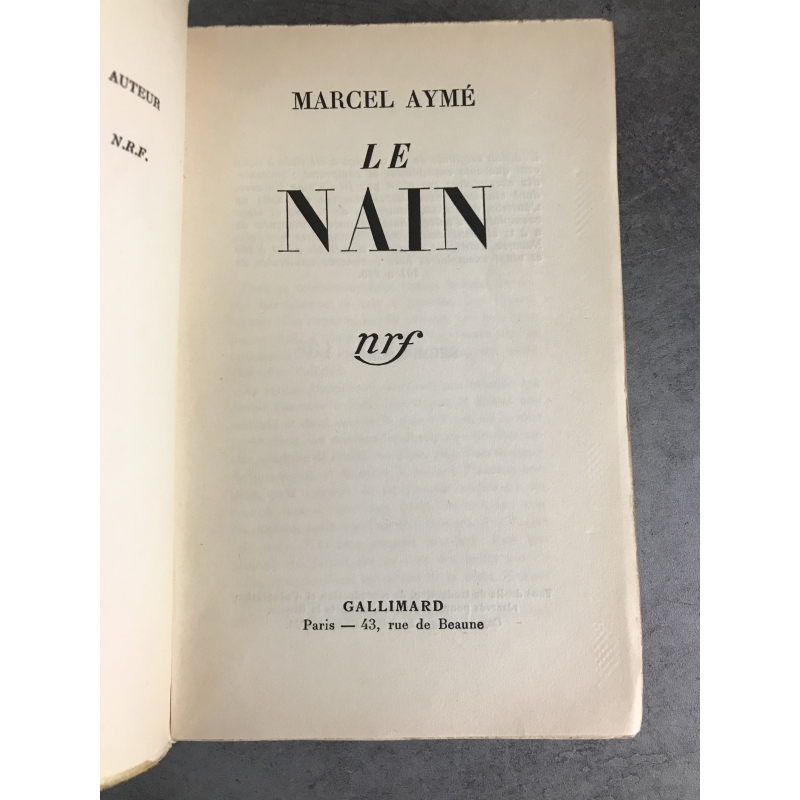 AUTEUR
N.R.F.
MARCEL AYMÉ
LE
NAIN
nrf
GALLIMARD
Paris — 43, rue de Beaune